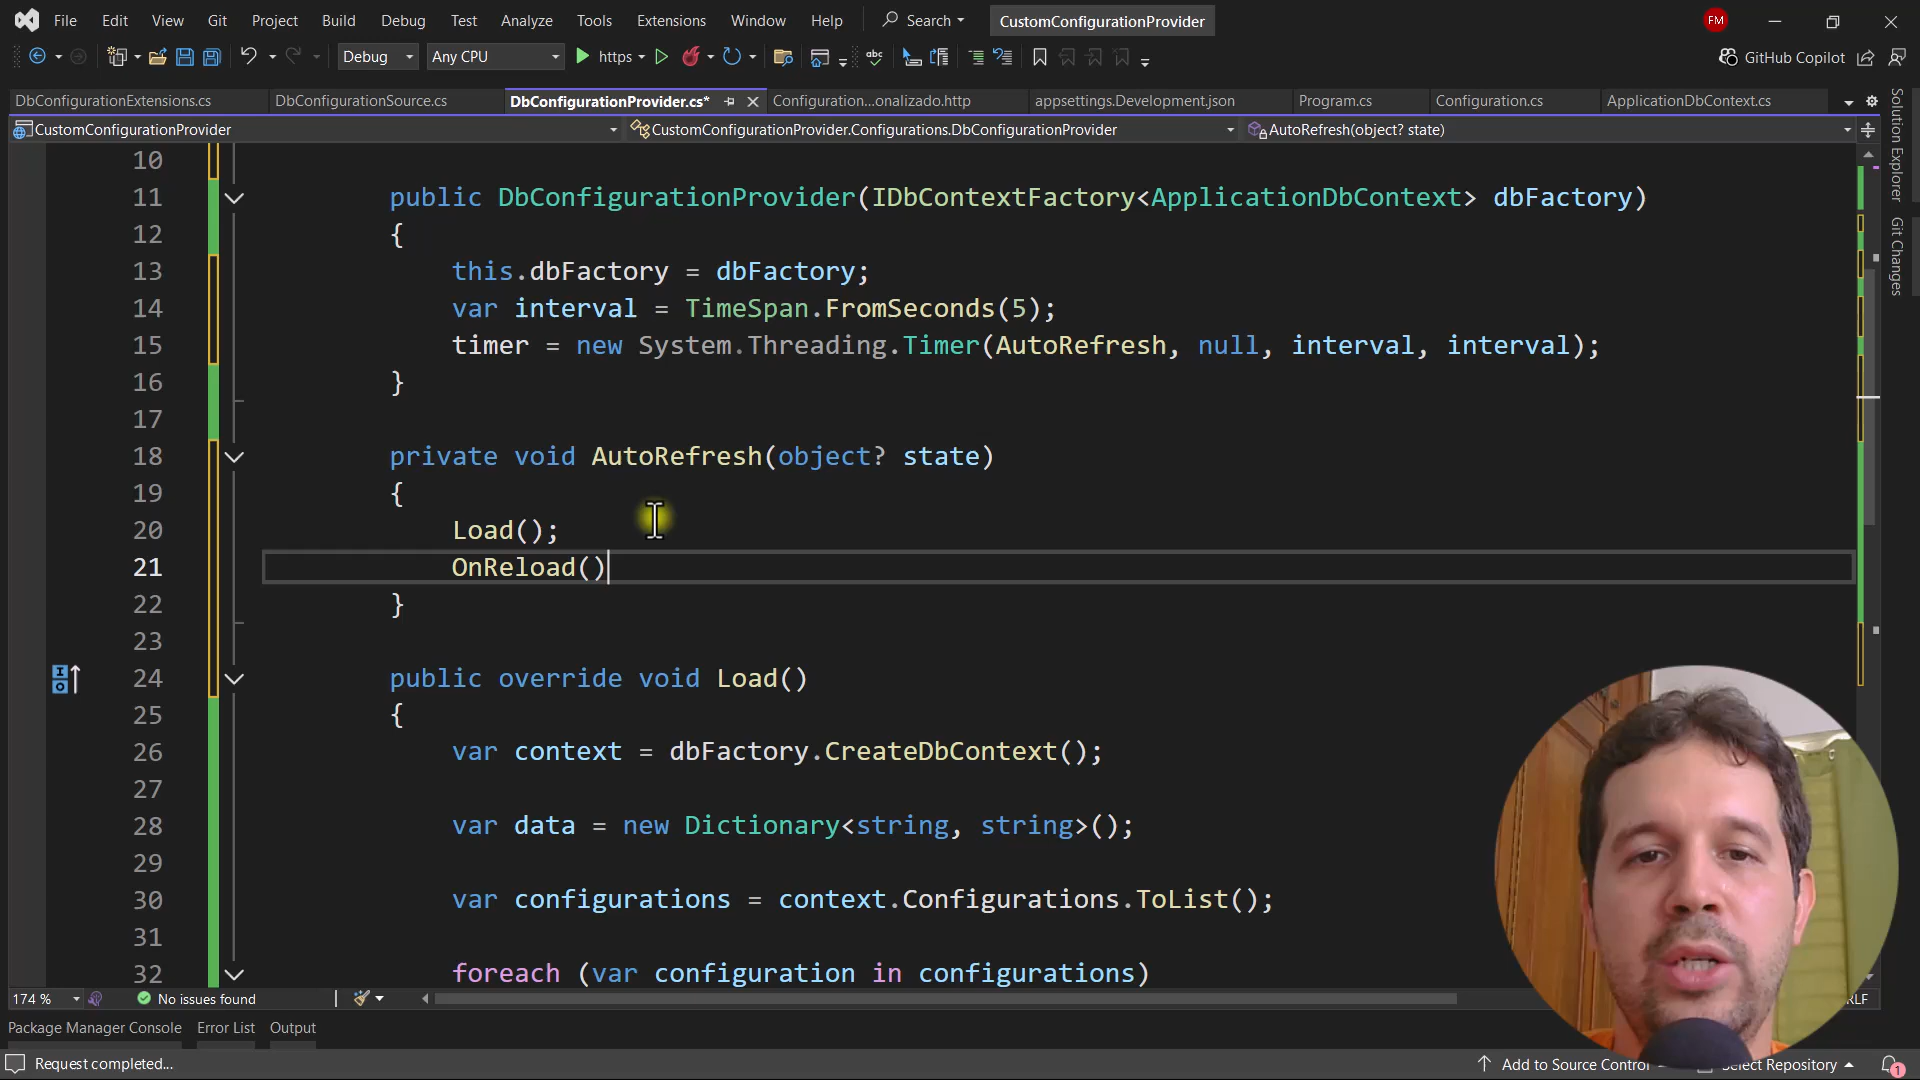 File Edit View Git Project Build Debug Test Analyze Tools Extensions Window Help Search CustomConfigurationProvider FM
Debug Any CPU https GitHub Copilot
DbConfigurationExtensions.cs DbConfigurationSource.cs DbConfigurationProvider.cs* Configuration...onalizado.http appsettings.Development.json Program.cs Configuration.cs ApplicationDbContext.cs
CustomConfigurationProvider CustomConfigurationProvider.Configurations.DbConfigurationProvider AutoRefresh(object? state)
Solution Explorer
Git Changes
10
11 public DbConfigurationProvider(IDbContextFactory<ApplicationDbContext> dbFactory)
12 {
13 this.dbFactory = dbFactory;
14 var interval = TimeSpan.FromSeconds(5);
15 timer = new System.Threading.Timer(AutoRefresh, null, interval, interval);
16 }
17
18 private void AutoRefresh(object? state)
19 {
20 Load();
21 OnReload()
22 }
23
24 public override void Load()
25 {
26 var context = dbFactory.CreateDbContext();
27
28 var data = new Dictionary<string, string>();
29
30 var configurations = context.Configurations.ToList();
31
32 foreach (var configuration in configurations)
174 % No issues found RLF
Package Manager Console Error List Output
Request completed... Add to Source Control Select Repository 1